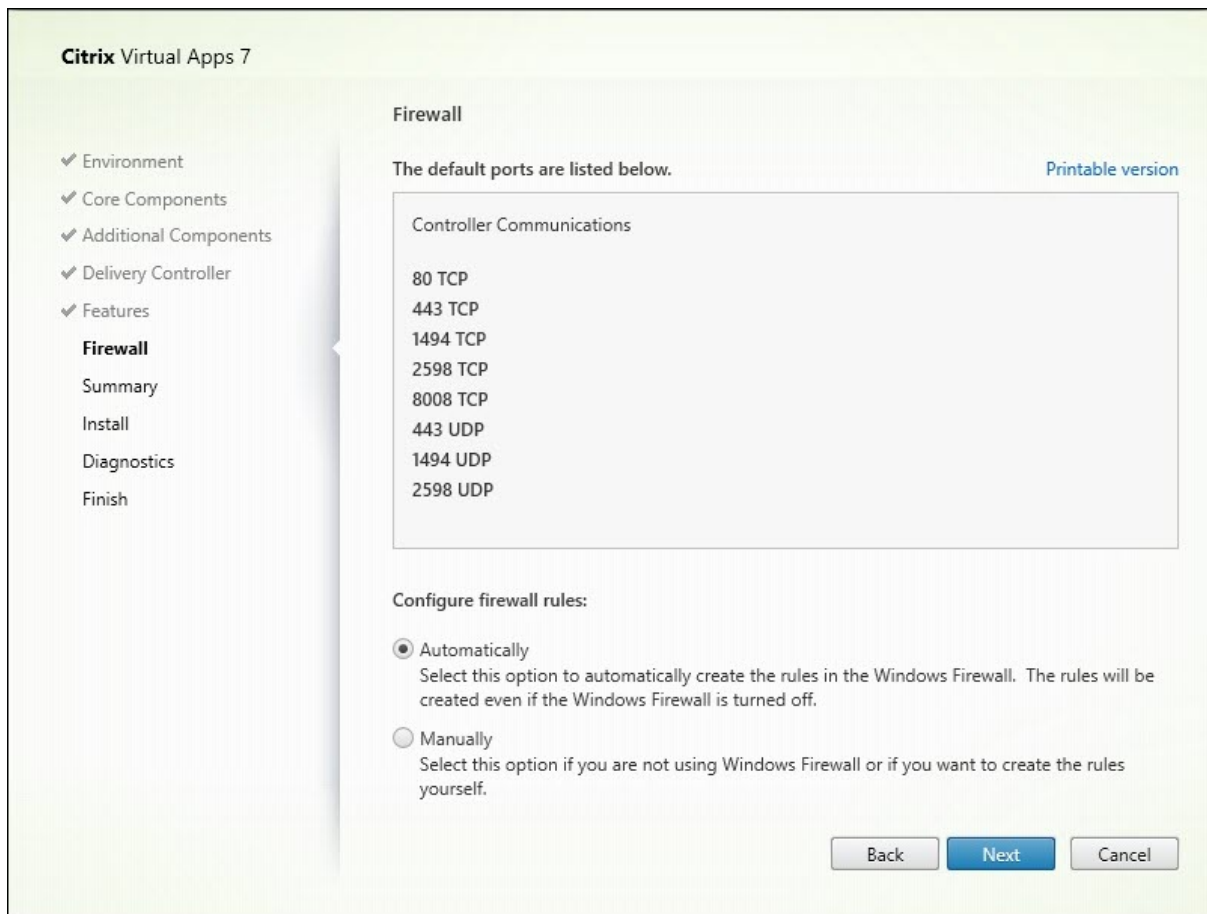 Citrix Virtual Apps 7
Environment
Core Components
Additional Components
Delivery Controller
Features
Firewall
Summary
Install
Diagnostics
Finish
Firewall
The default ports are listed below.
Printable version
Controller Communications
80 TCP
443 TCP
1494 TCP
2598 TCP
8008 TCP
443 UDP
1494 UDP
2598 UDP
Configure firewall rules:
Automatically
Select this option to automatically create the rules in the Windows Firewall. The rules will be
created even if the Windows Firewall is turned off.
Manually
Select this option if you are not using Windows Firewall or if you want to create the rules
yourself.
Back
Next
Cancel